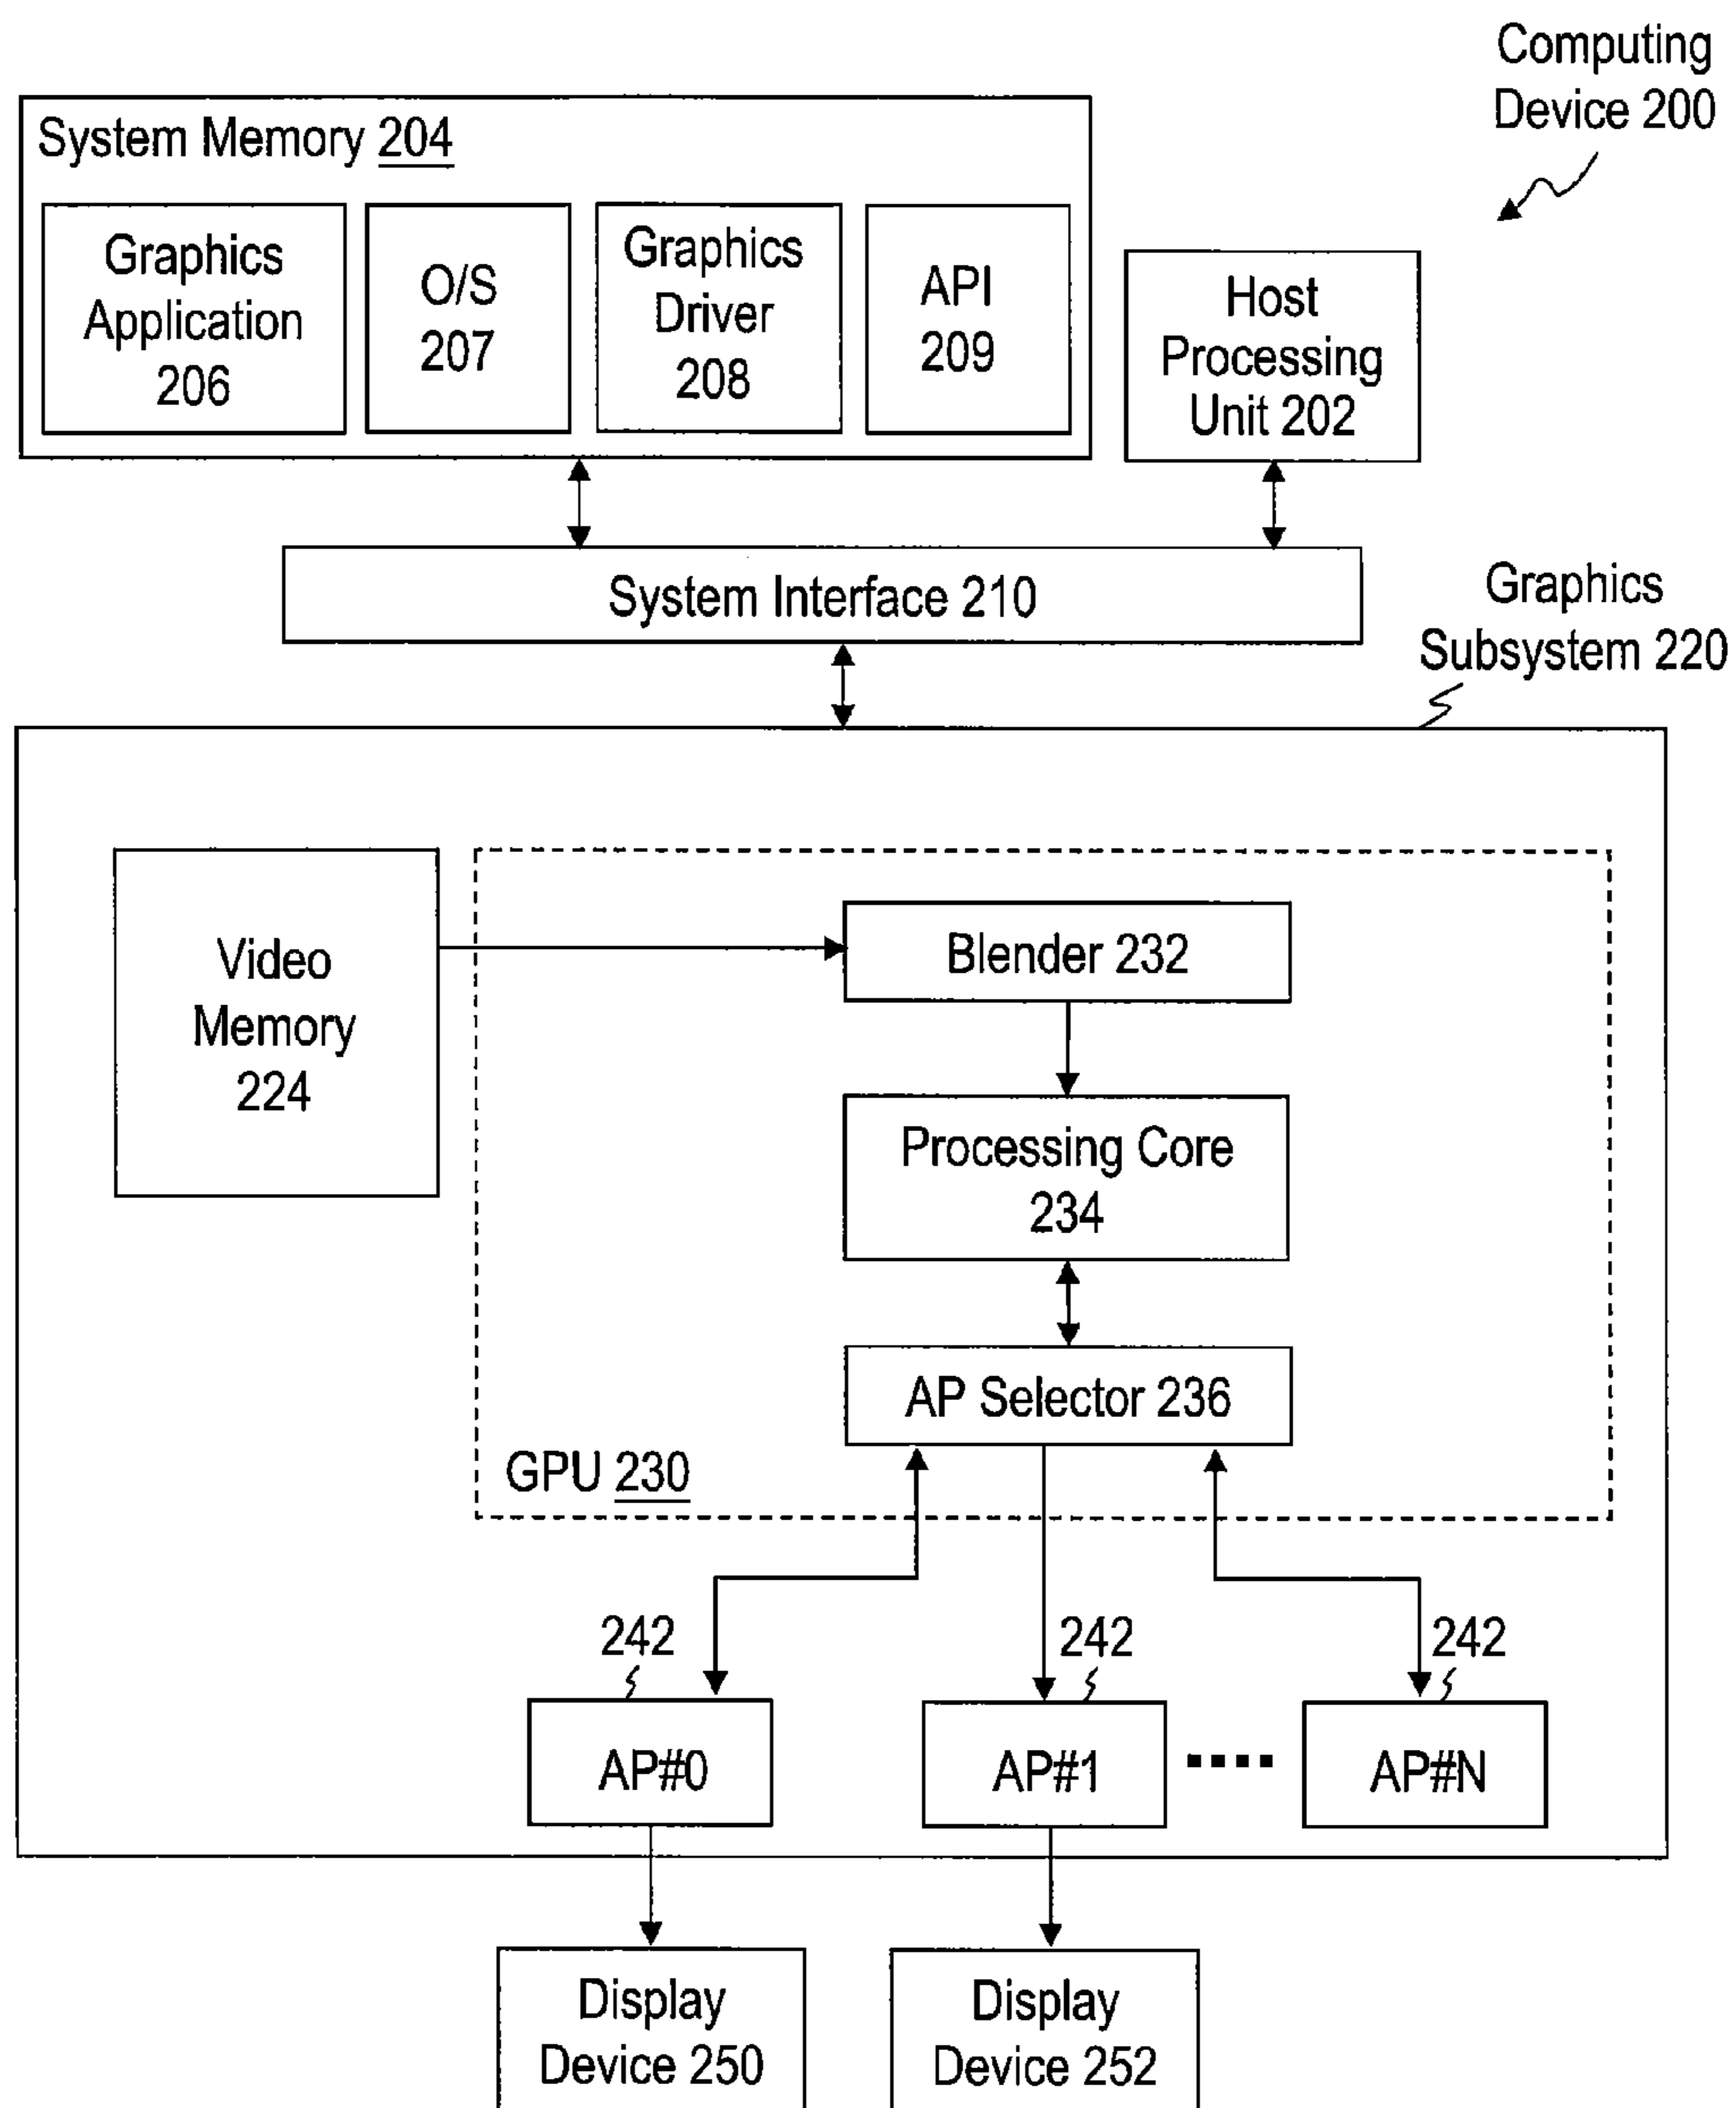 Computing
Device 200
System Memory 204
Graphics
Application
206
O/S
207
Graphics
Driver
208
API
209
Host
Processing
Unit 202
System Interface 210
Graphics
Subsystem 220
Video
Memory
224
Blender 232
Processing Core
234
AP Selector 236
GPU 230
242
242
242
AP#0
AP#1
AP#N
Display
Device 250
Display
Device 252